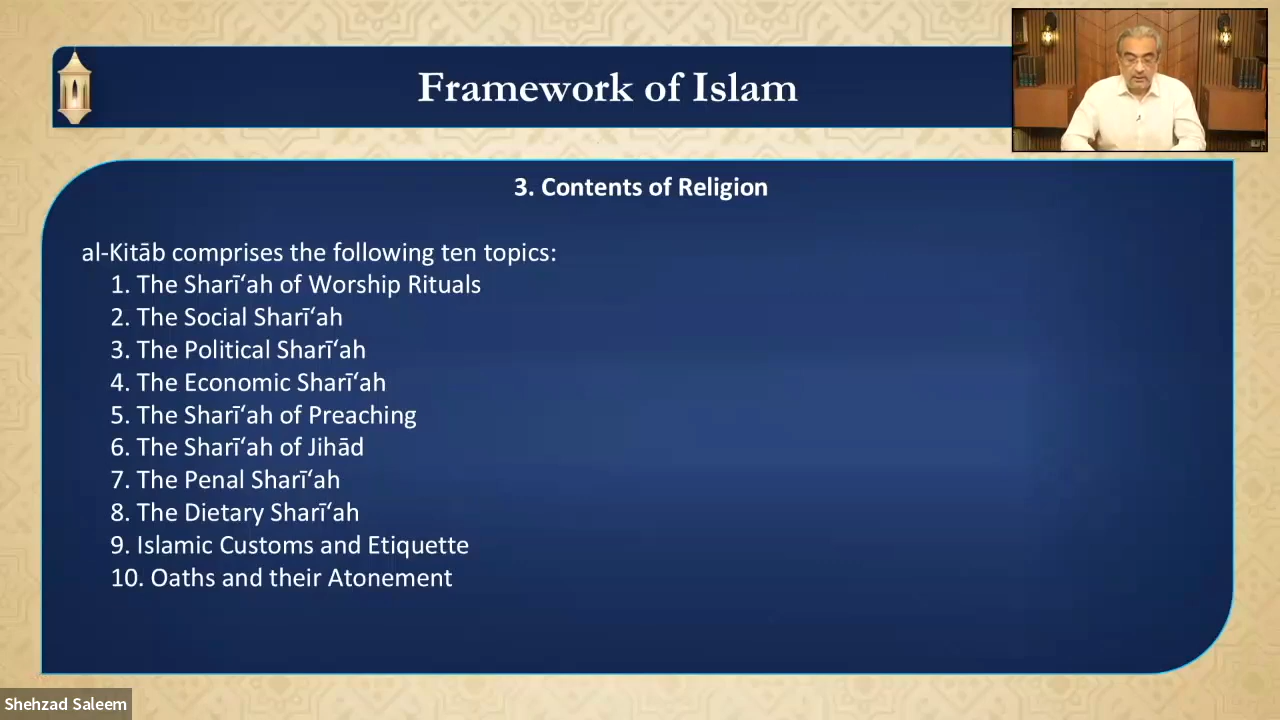 Framework of Islam
3. Contents of Religion
al-Kitāb comprises the following ten topics:
1. The Sharī‘ah of Worship Rituals
2. The Social Sharī‘ah
3. The Political Sharī‘ah
4. The Economic Sharī‘ah
5. The Sharī‘ah of Preaching
6. The Sharī‘ah of Jihād
7. The Penal Sharī‘ah
8. The Dietary Sharī‘ah
9. Islamic Customs and Etiquette
10. Oaths and their Atonement
Shehzad Saleem